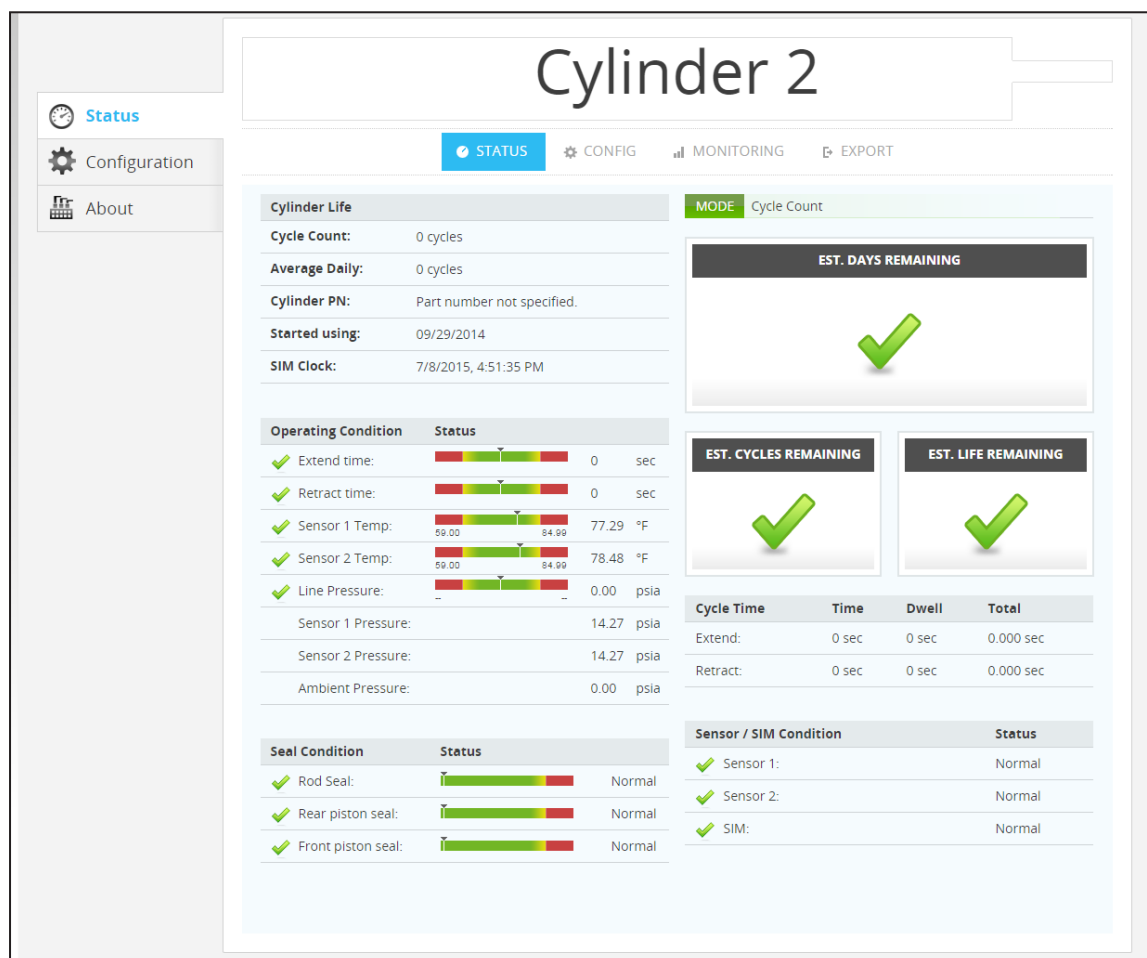 Cylinder 2
Status
Configuration
About
STATUS CONFIG MONITORING EXPORT
Cylinder Life
Cycle Count: 0 cycles
Average Daily: 0 cycles
Cylinder PN: Part number not specified.
Started using: 09/29/2014
SIM Clock: 7/8/2015, 4:51:35 PM
Operating Condition Status
Extend time: 0 sec
Retract time: 0 sec
Sensor 1 Temp: 77.29 °F
59.00 84.99
Sensor 2 Temp: 78.48 °F
59.00 84.99
Line Pressure: 0.00 psia
-- --
Sensor 1 Pressure: 14.27 psia
Sensor 2 Pressure: 14.27 psia
Ambient Pressure: 0.00 psia
Seal Condition Status
Rod Seal: Normal
Rear piston seal: Normal
Front piston seal: Normal
MODE Cycle Count
EST. DAYS REMAINING
EST. CYCLES REMAINING
EST. LIFE REMAINING
Cycle Time Time Dwell Total
Extend: 0 sec 0 sec 0.000 sec
Retract: 0 sec 0 sec 0.000 sec
Sensor / SIM Condition Status
Sensor 1: Normal
Sensor 2: Normal
SIM: Normal